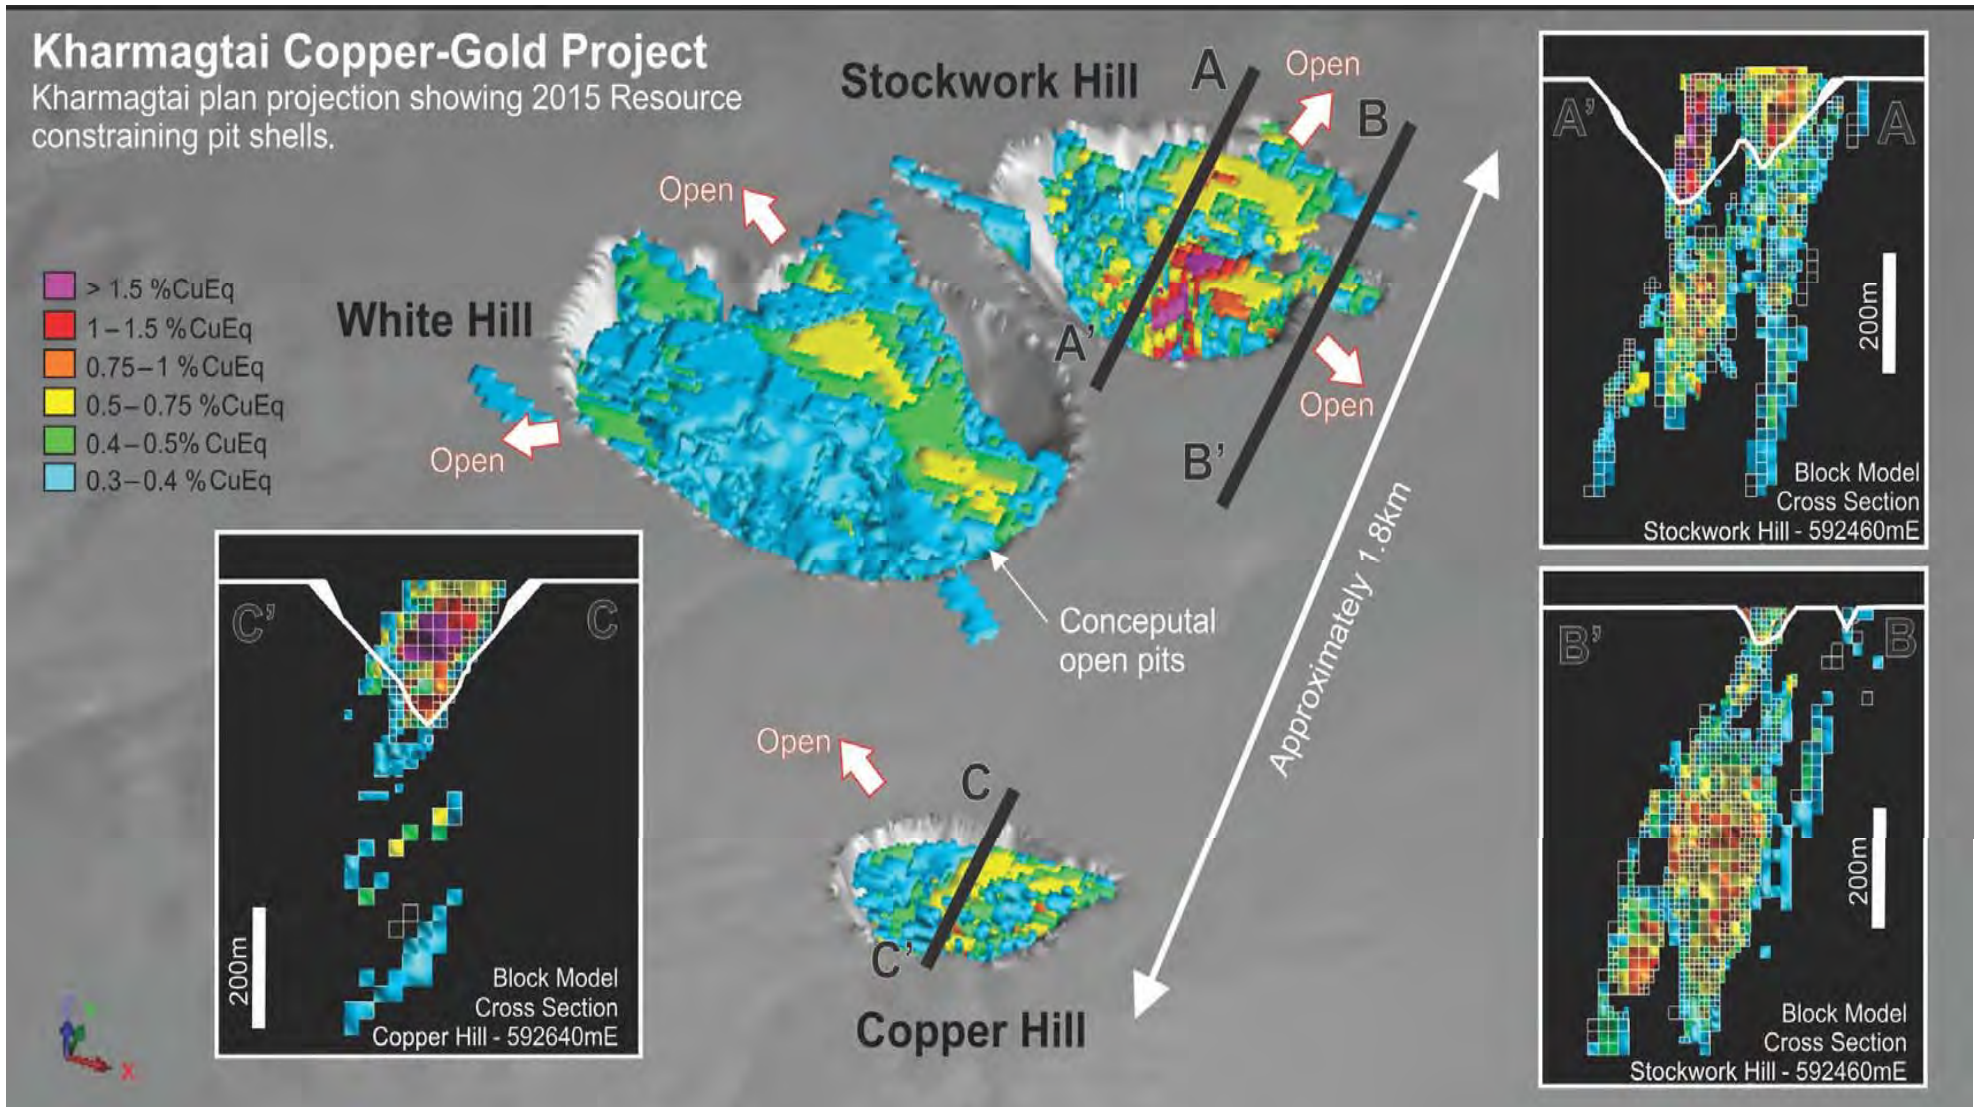 Kharmagtai Copper-Gold Project
Kharmagtai plan projection showing 2015 Resource
constraining pit shells.
Stockwork Hill
A
Open
B
Open
White Hill
> 1.5 %CuEq
1–1.5 %CuEq
0.75–1 %CuEq
0.5–0.75 %CuEq
0.4–0.5% CuEq
0.3–0.4 %CuEq
A'
Open
B'
Open
Conceputal
open pits
Approximately 1.8km
Open
C
C'
Copper Hill
C'
C
200m
Block Model
Cross Section
Copper Hill - 592640mE
A'
A
200m
Block Model
Cross Section
Stockwork Hill - 592460mE
B'
B
200m
Block Model
Cross Section
Stockwork Hill - 592460mE
X